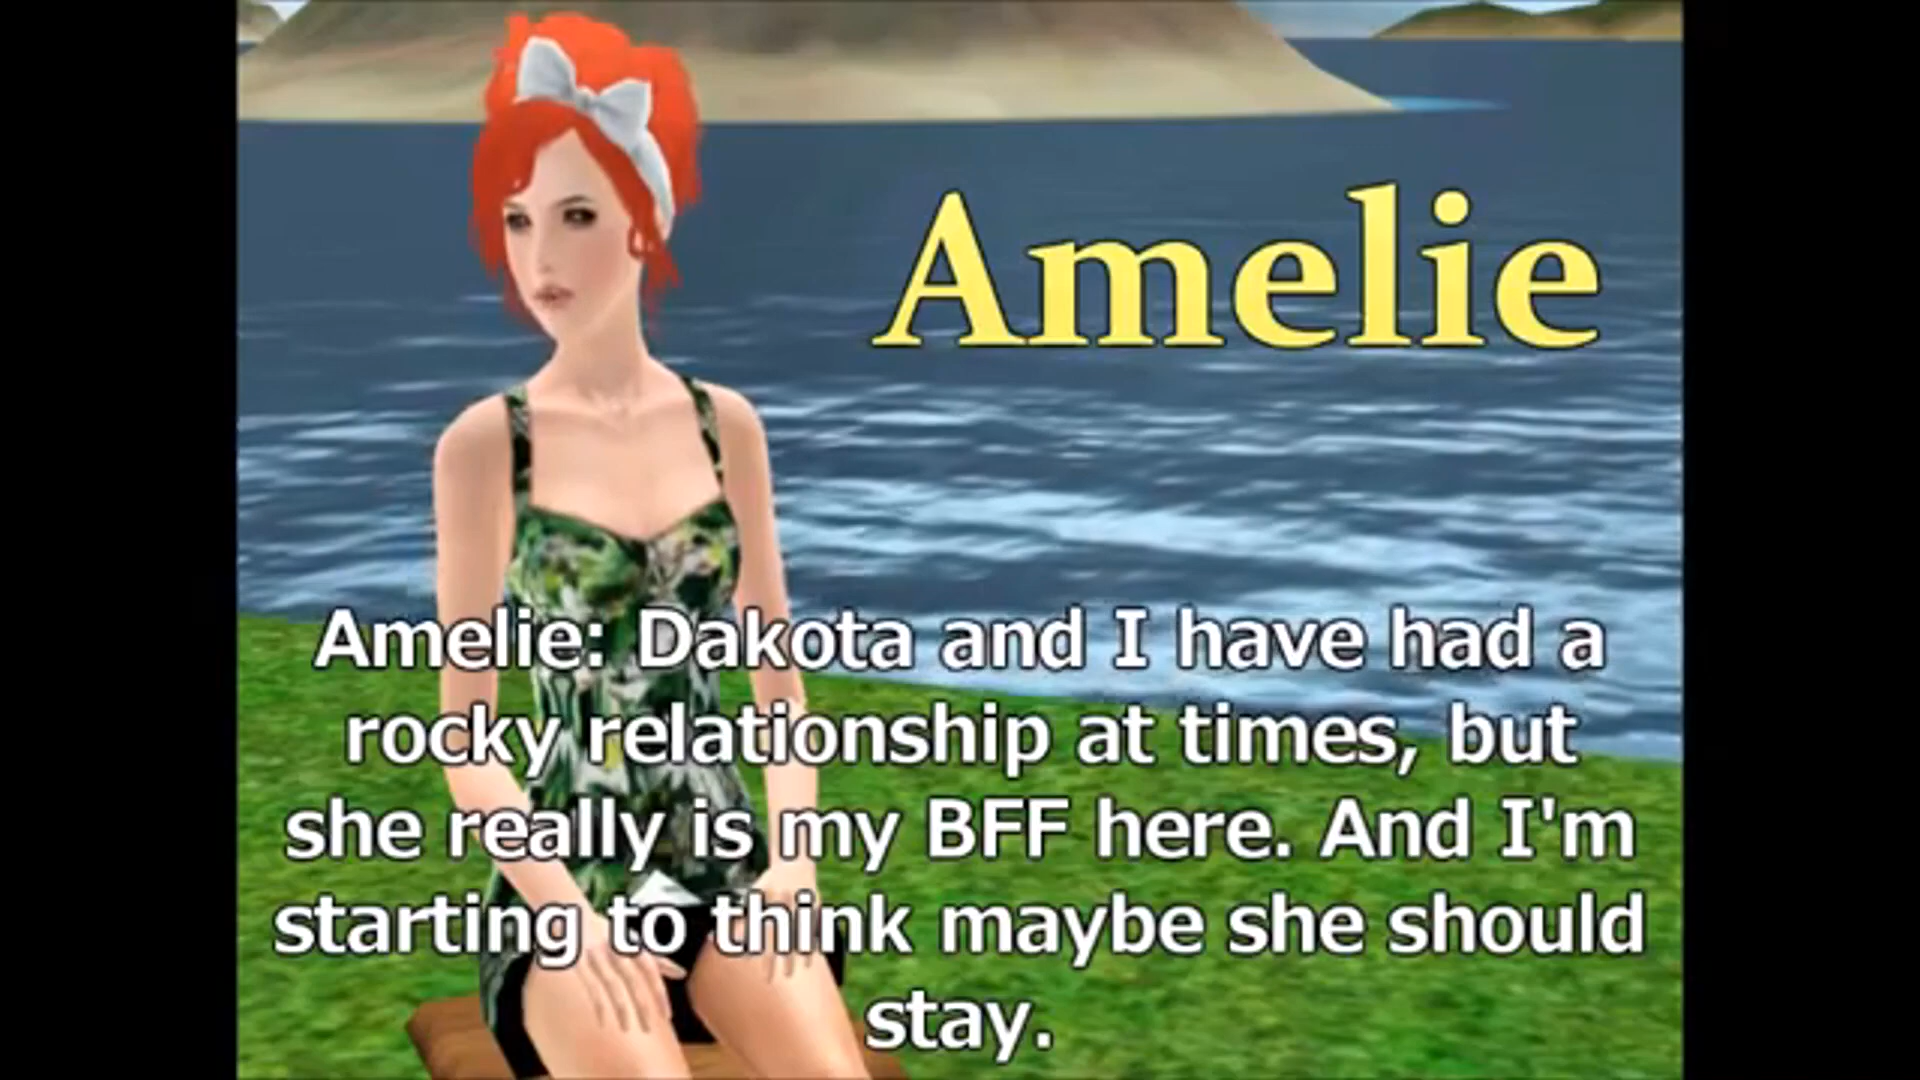 Amelie
Amelie: Dakota and I have had a
rocky relationship at times, but
she really is my BFF here. And I'm
starting to think maybe she should
stay.